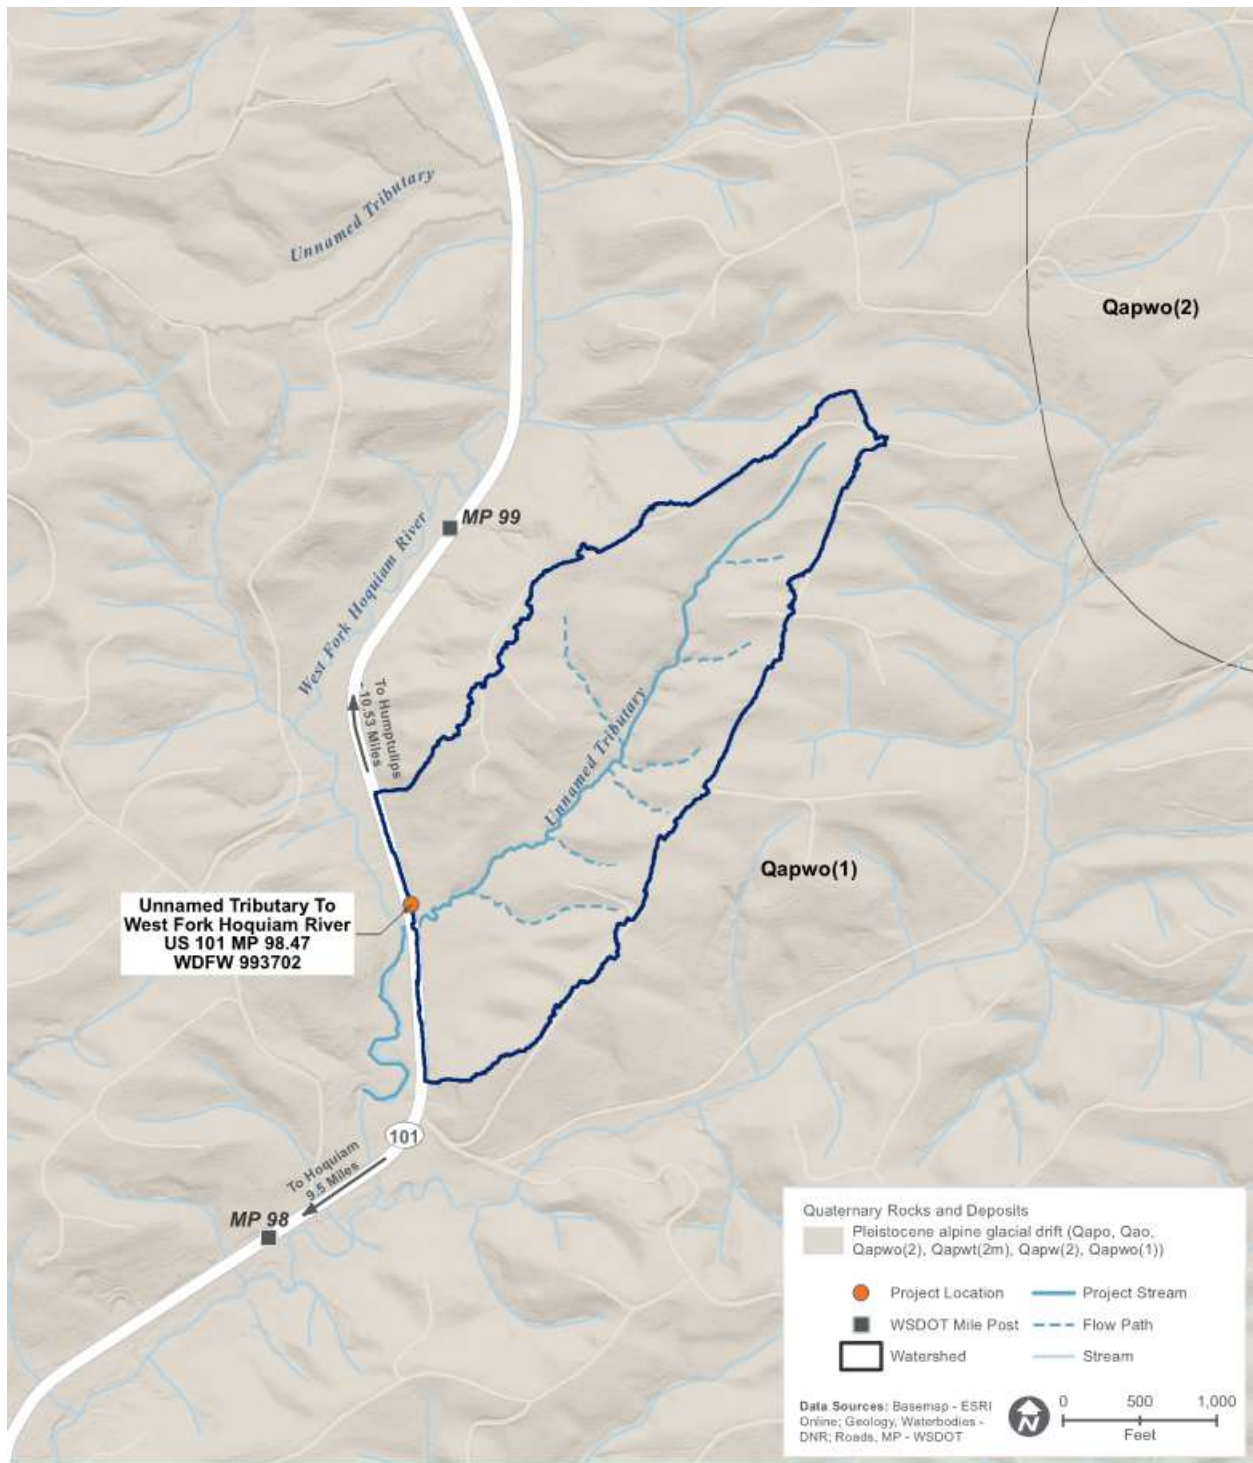 Unnamed Tributary
Qapwo(2)
MP 99
West Fork Hoquiam River
To Humptulips
10.53 Miles
Unnamed Tributary
Qapwo(1)
Unnamed Tributary To
West Fork Hoquiam River
US 101 MP 98.47
WDFW 993702
101
To Hoquiam
9.5 Miles
MP 98
Quaternary Rocks and Deposits
Pleistocene alpine glacial drift (Qapo, Qao,
Qapwo(2), Qapwt(2m), Qapw(2), Qapwo(1))
Project Location
Project Stream
WSDOT Mile Post
Flow Path
Watershed
Stream
Data Sources: Basemap - ESRI
Online; Geology, Waterbodies -
DNR; Roads, MP - WSDOT
N
0 500 1,000
Feet